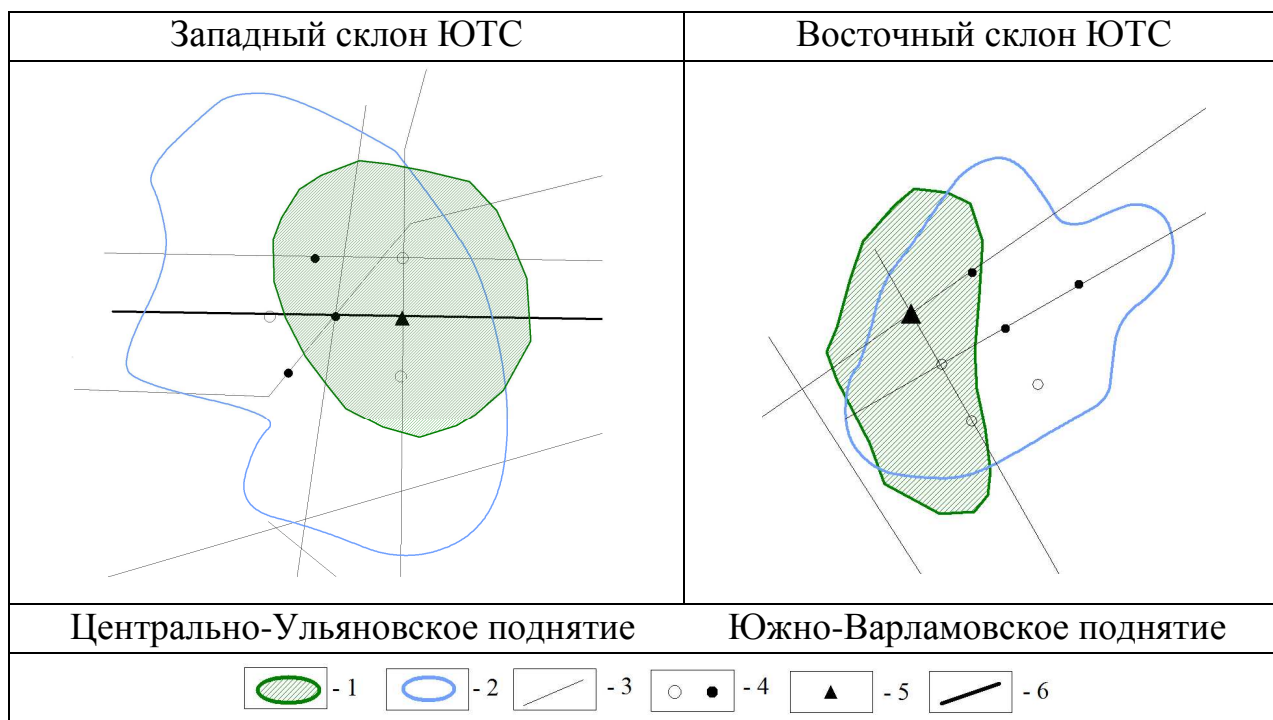 Западный склон ЮТС
Восточный склон ЮТС
Центрально-Ульяновское поднятие
Южно-Варламовское поднятие
- 1 - 2 - 3 - 4 - 5 - 6